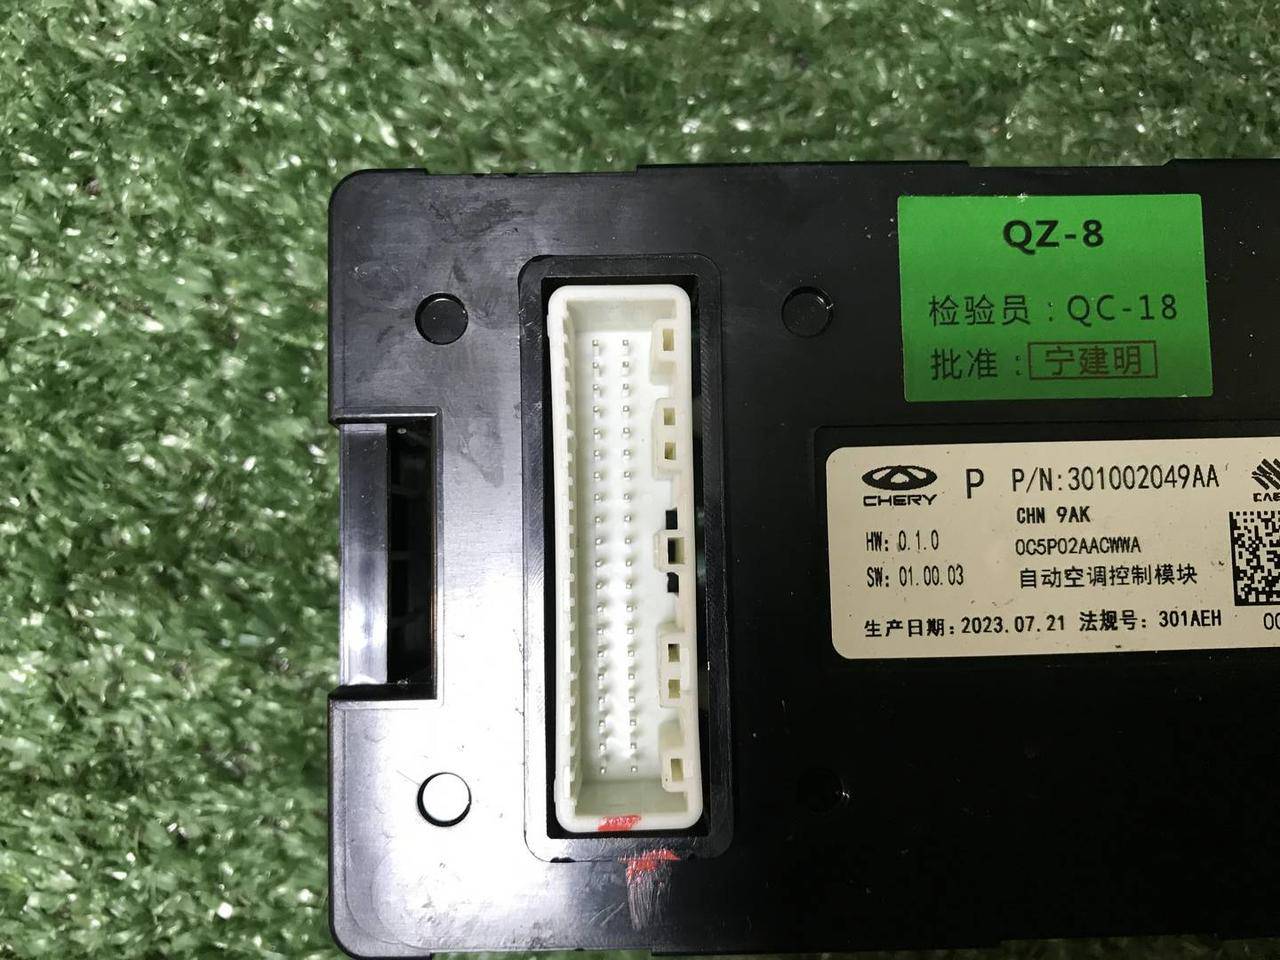 QZ-8
检验员：QC-18
批准：宁建明
CHERY P P/N:301002049AA
CHN 9AK
HW: 0.1.0 0C5P02AACWWA
SW: 01.00.03 自动空调控制模块
生产日期: 2023.07.21 法规号: 301AEH